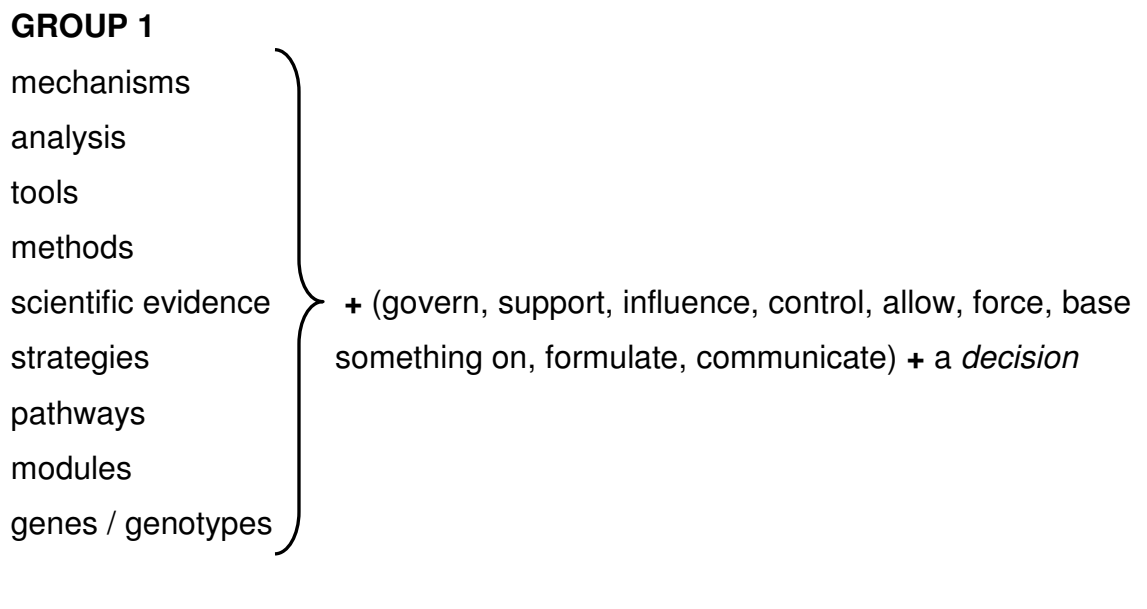 GROUP 1
mechanisms
analysis
tools
methods
scientific evidence + (govern, support, influence, control, allow, force, base
strategies something on, formulate, communicate) + a decision
pathways
modules
genes / genotypes